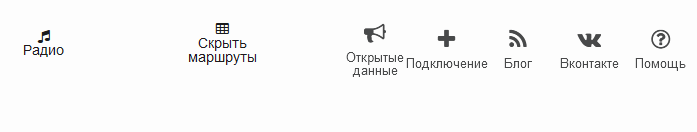 Радио
Скрыть
маршруты
Открытые
данные
Подключение
Блог
Вконтакте
Помощь